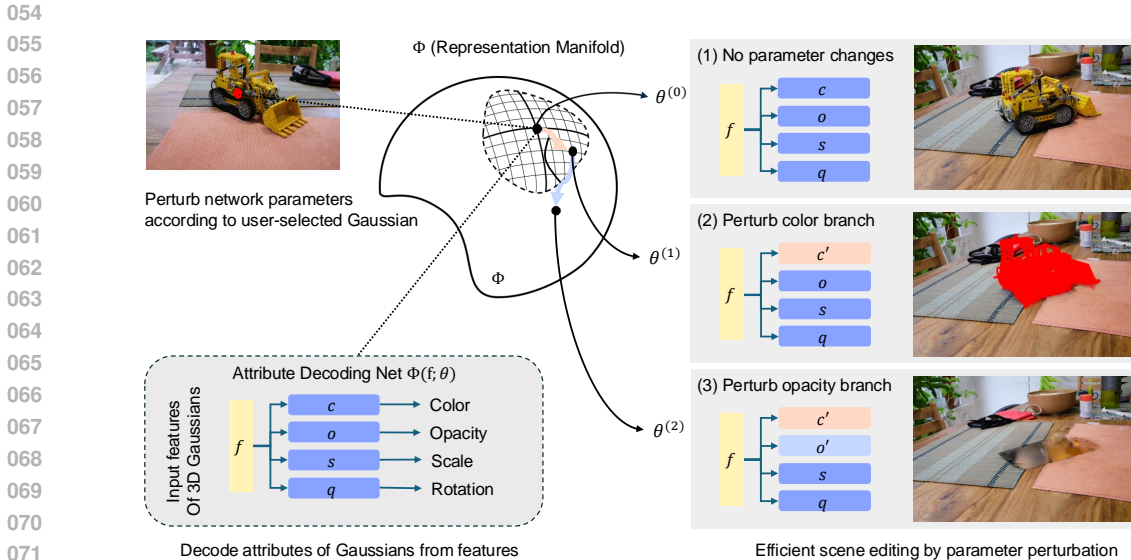 054
055
056
057
058
059
060
061
062
063
064
065
066
067
068
069
070
071
Perturb network parameters
according to user-selected Gaussian
Φ (Representation Manifold)
Φ
θ⁽⁰⁾
θ⁽¹⁾
θ⁽²⁾
Attribute Decoding Net Φ(f; θ)
Input features
Of 3D Gaussians
f
c
Color
o
Opacity
s
Scale
q
Rotation
Decode attributes of Gaussians from features
(1) No parameter changes
f
c
o
s
q
(2) Perturb color branch
f
c′
o
s
q
(3) Perturb opacity branch
f
c′
o′
s
q
Efficient scene editing by parameter perturbation